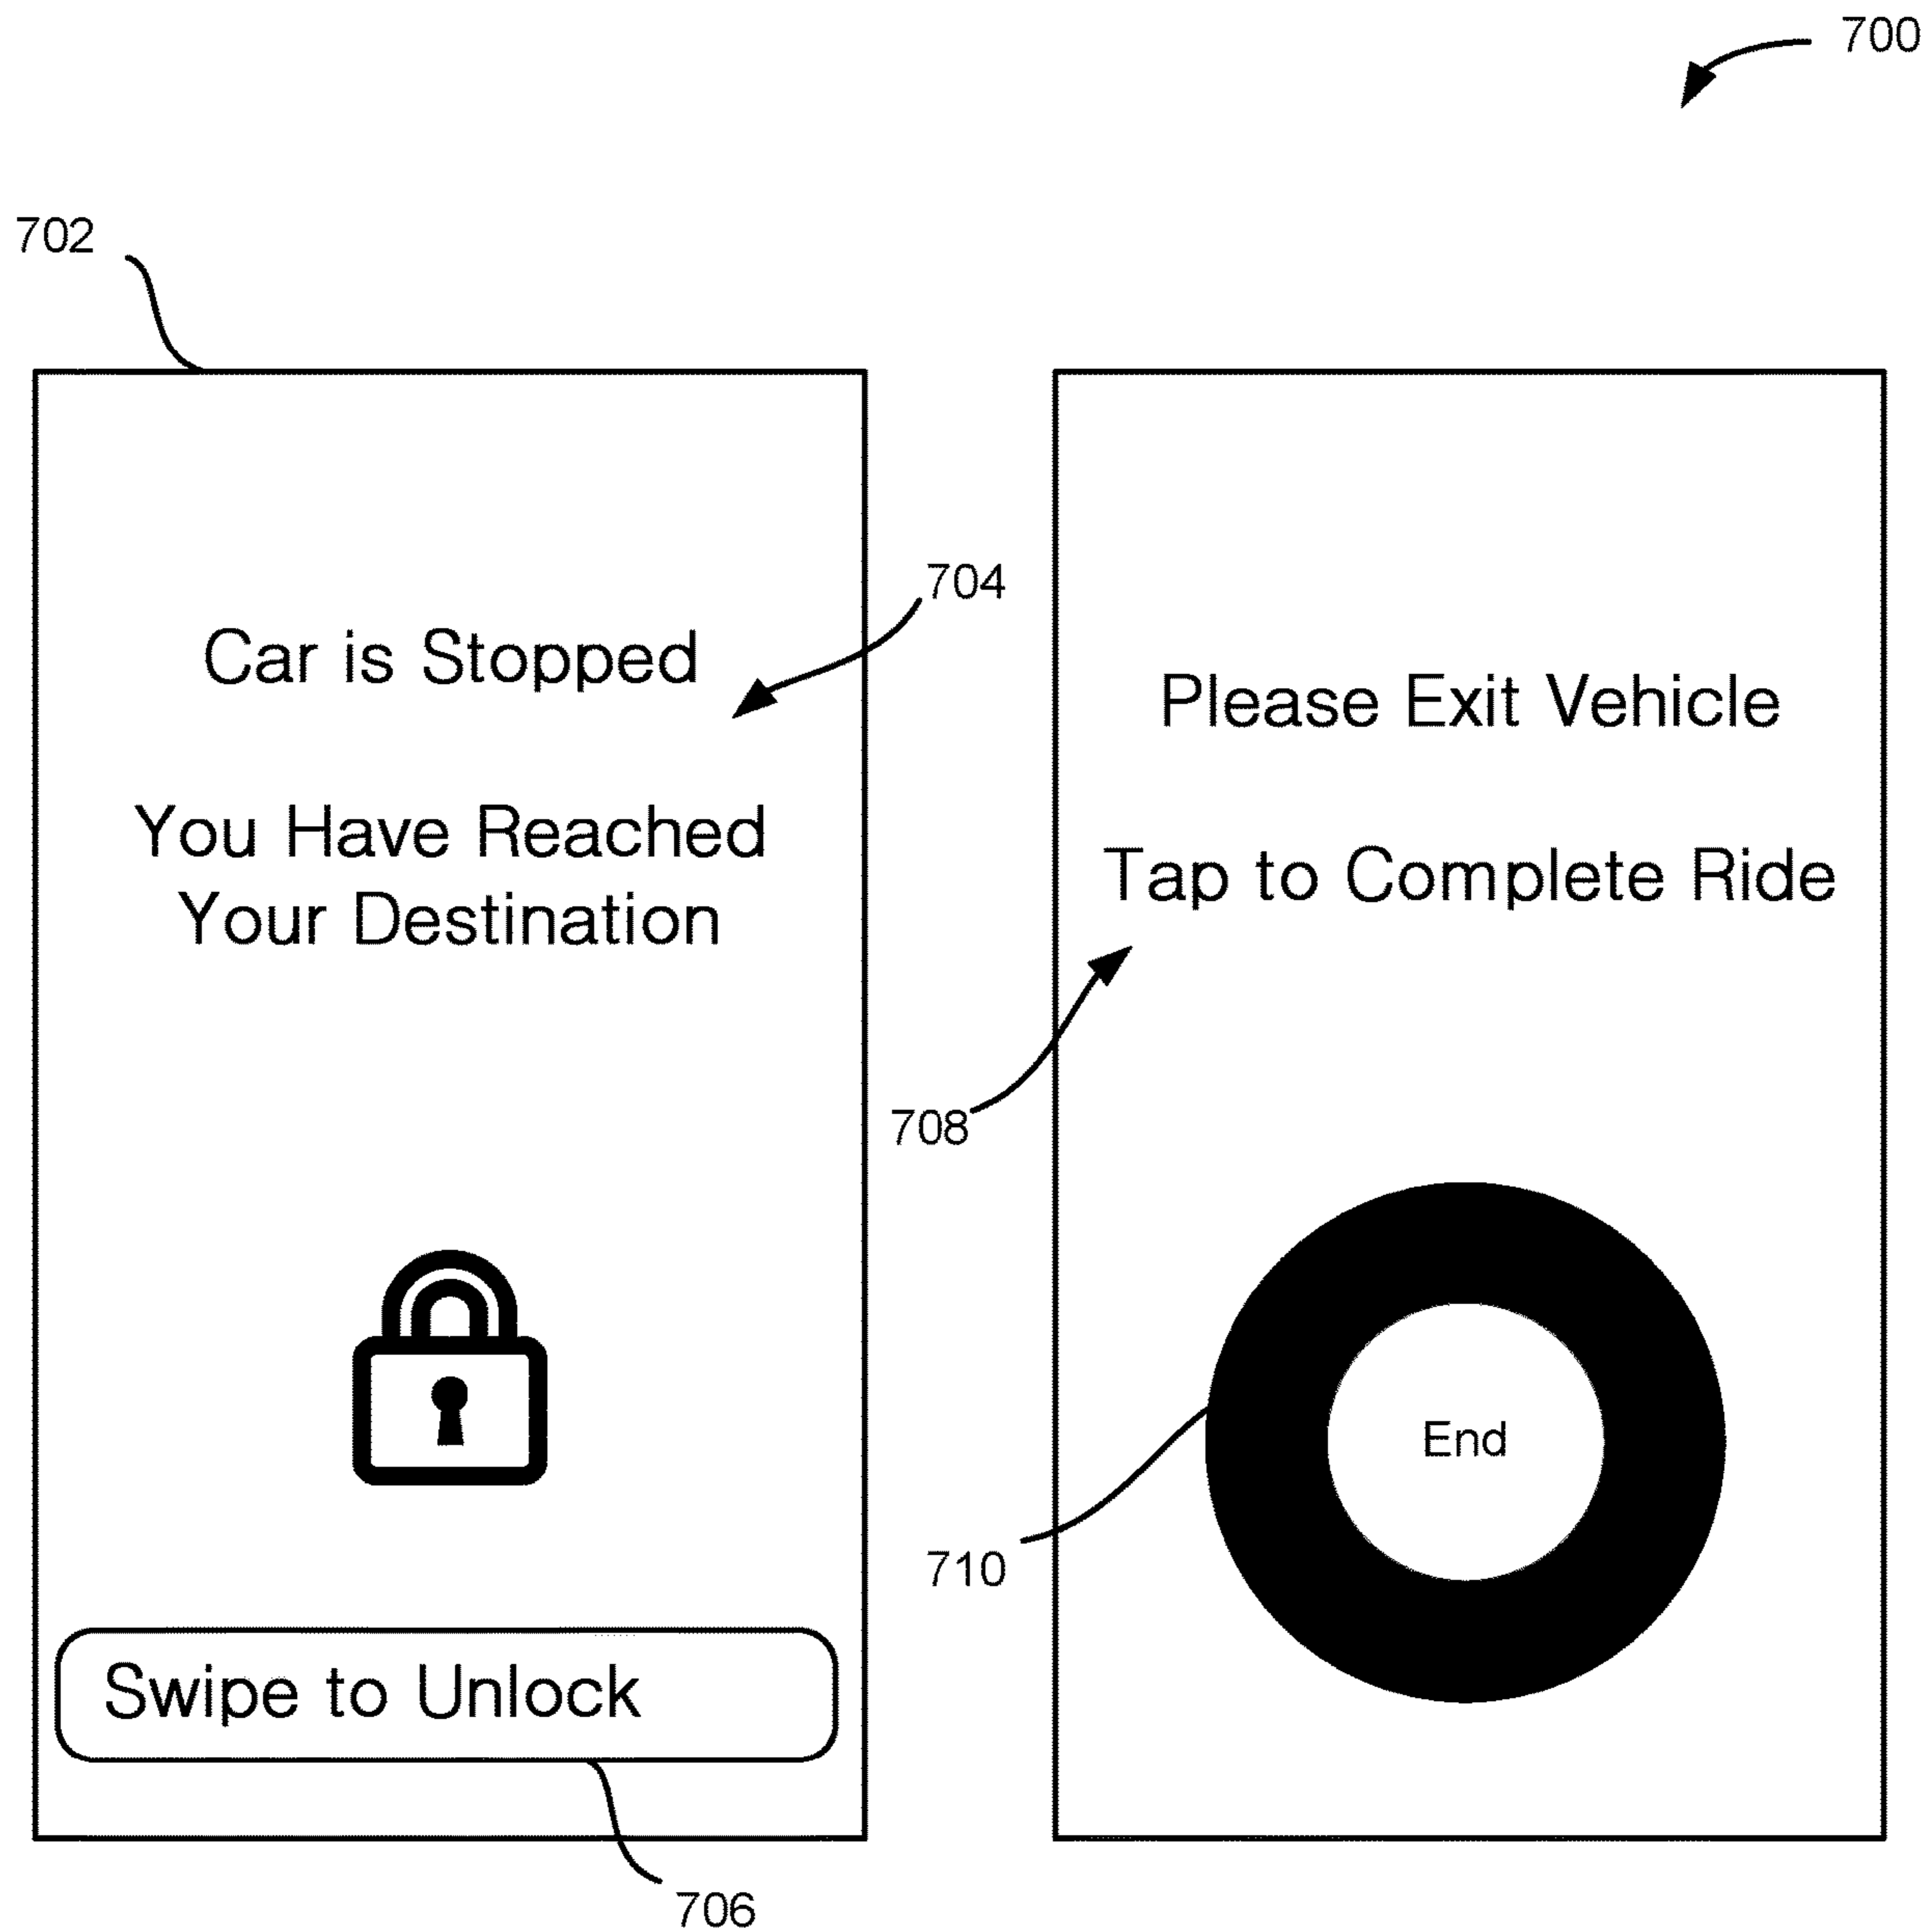 700
702
Car is Stopped
704
You Have Reached
Your Destination
Swipe to Unlock
706
Please Exit Vehicle
Tap to Complete Ride
708
End
710